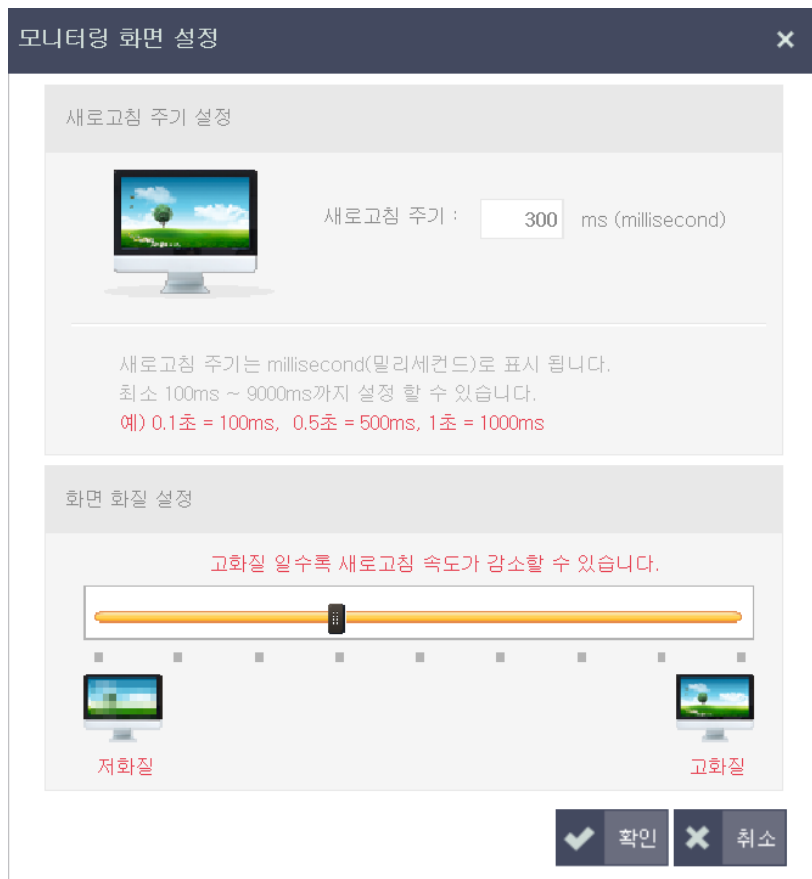 모니터링 화면 설정
새로고침 주기 설정
새로고침 주기 : 300 ms (millisecond)
새로고침 주기는 millisecond(밀리세컨드)로 표시 됩니다.
최소 100ms ~ 9000ms까지 설정 할 수 있습니다.
예) 0.1초 = 100ms, 0.5초 = 500ms, 1초 = 1000ms
화면 화질 설정
고화질 일수록 새로고침 속도가 감소할 수 있습니다.
저화질 고화질
확인 취소